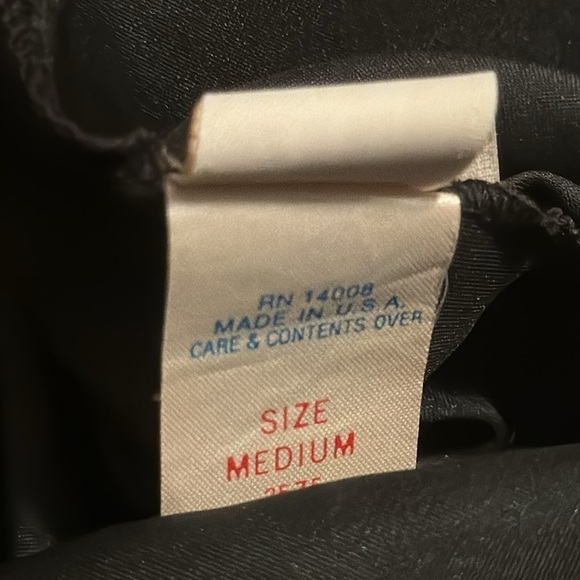 RN 14008
MADE IN U.S.A.
CARE & CONTENTS OVER
SIZE
MEDIUM